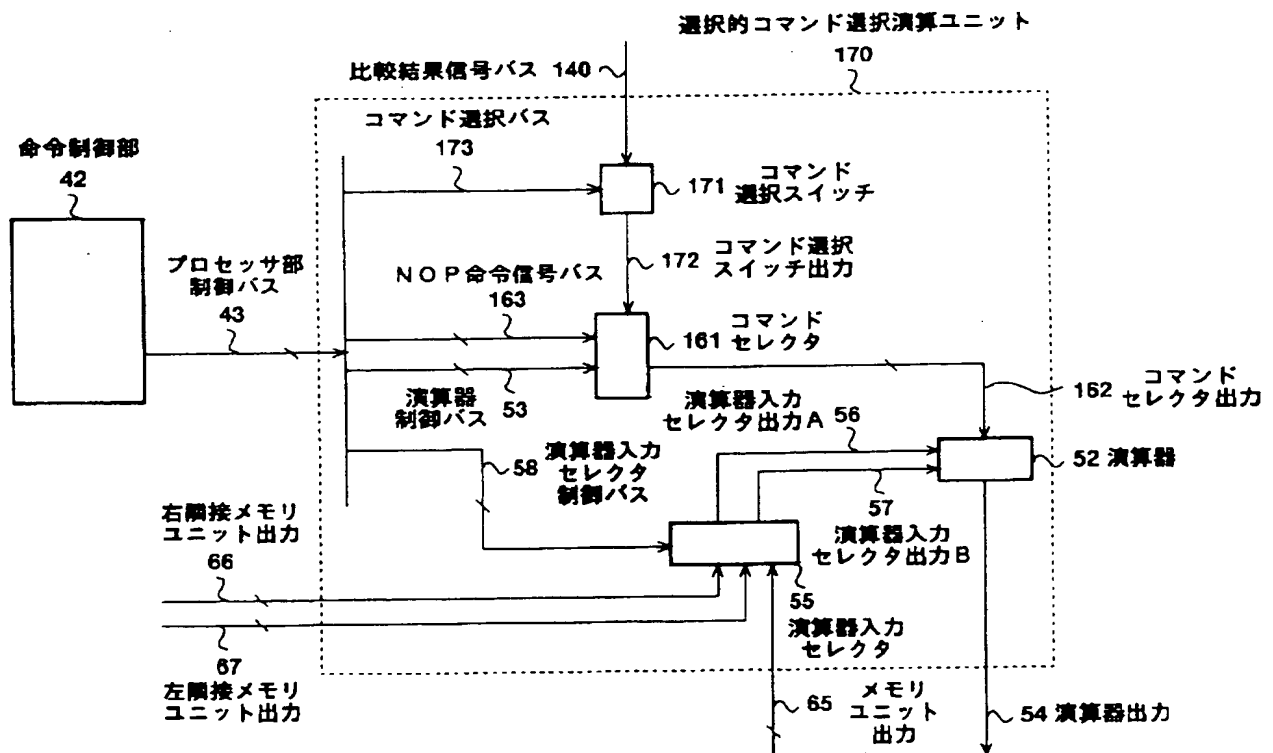 選択的コマンド選択演算ユニット
170
比較結果信号バス 140
コマンド選択バス
173
命令制御部
42
171 コマンド
選択スイッチ
プロセッサ部
制御バス
43
NOP命令信号バス
163
172 コマンド選択
スイッチ出力
161 コマンド
セレクタ
演算器
制御バス
53
162 コマンド
セレクタ出力
演算器入力
セレクタ出力A
56
52 演算器
58 演算器入力
セレクタ
制御バス
57
演算器入力
セレクタ出力B
右隣接メモリ
ユニット出力
66
55
演算器入力
セレクタ
67
左隣接メモリ
ユニット出力
65 メモリ
ユニット
出力
54 演算器出力